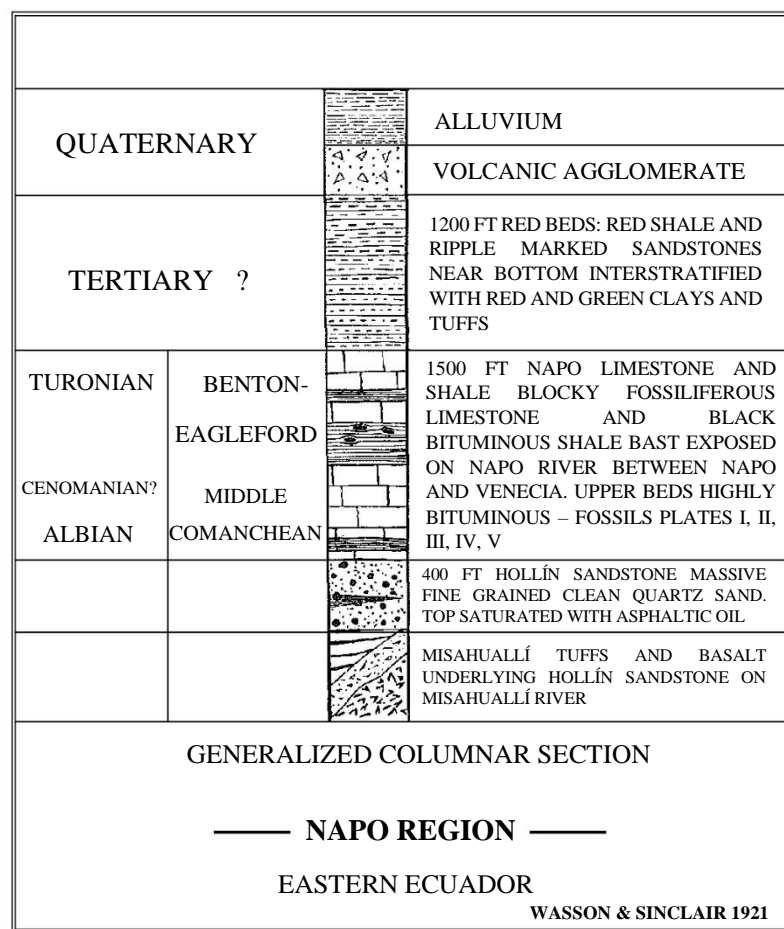 QUATERNARY
ALLUVIUM
VOLCANIC AGGLOMERATE
TERTIARY ?
1200 FT RED BEDS: RED SHALE AND
RIPPLE MARKED SANDSTONES
NEAR BOTTOM INTERSTRATIFIED
WITH RED AND GREEN CLAYS AND
TUFFS
TURONIAN
CENOMANIAN?
ALBIAN
BENTON-
EAGLEFORD
MIDDLE
COMANCHEAN
1500 FT NAPO LIMESTONE AND
SHALE BLOCKY FOSSILIFEROUS
LIMESTONE AND BLACK
BITUMINOUS SHALE BAST EXPOSED
ON NAPO RIVER BETWEEN NAPO
AND VENECIA. UPPER BEDS HIGHLY
BITUMINOUS – FOSSILS PLATES I, II,
III, IV, V
400 FT HOLLÍN SANDSTONE MASSIVE
FINE GRAINED CLEAN QUARTZ SAND.
TOP SATURATED WITH ASPHALTIC OIL
MISAHUALLÍ TUFFS AND BASALT
UNDERLYING HOLLÍN SANDSTONE ON
MISAHUALLÍ RIVER
GENERALIZED COLUMNAR SECTION
NAPO REGION
EASTERN ECUADOR
WASSON & SINCLAIR 1921